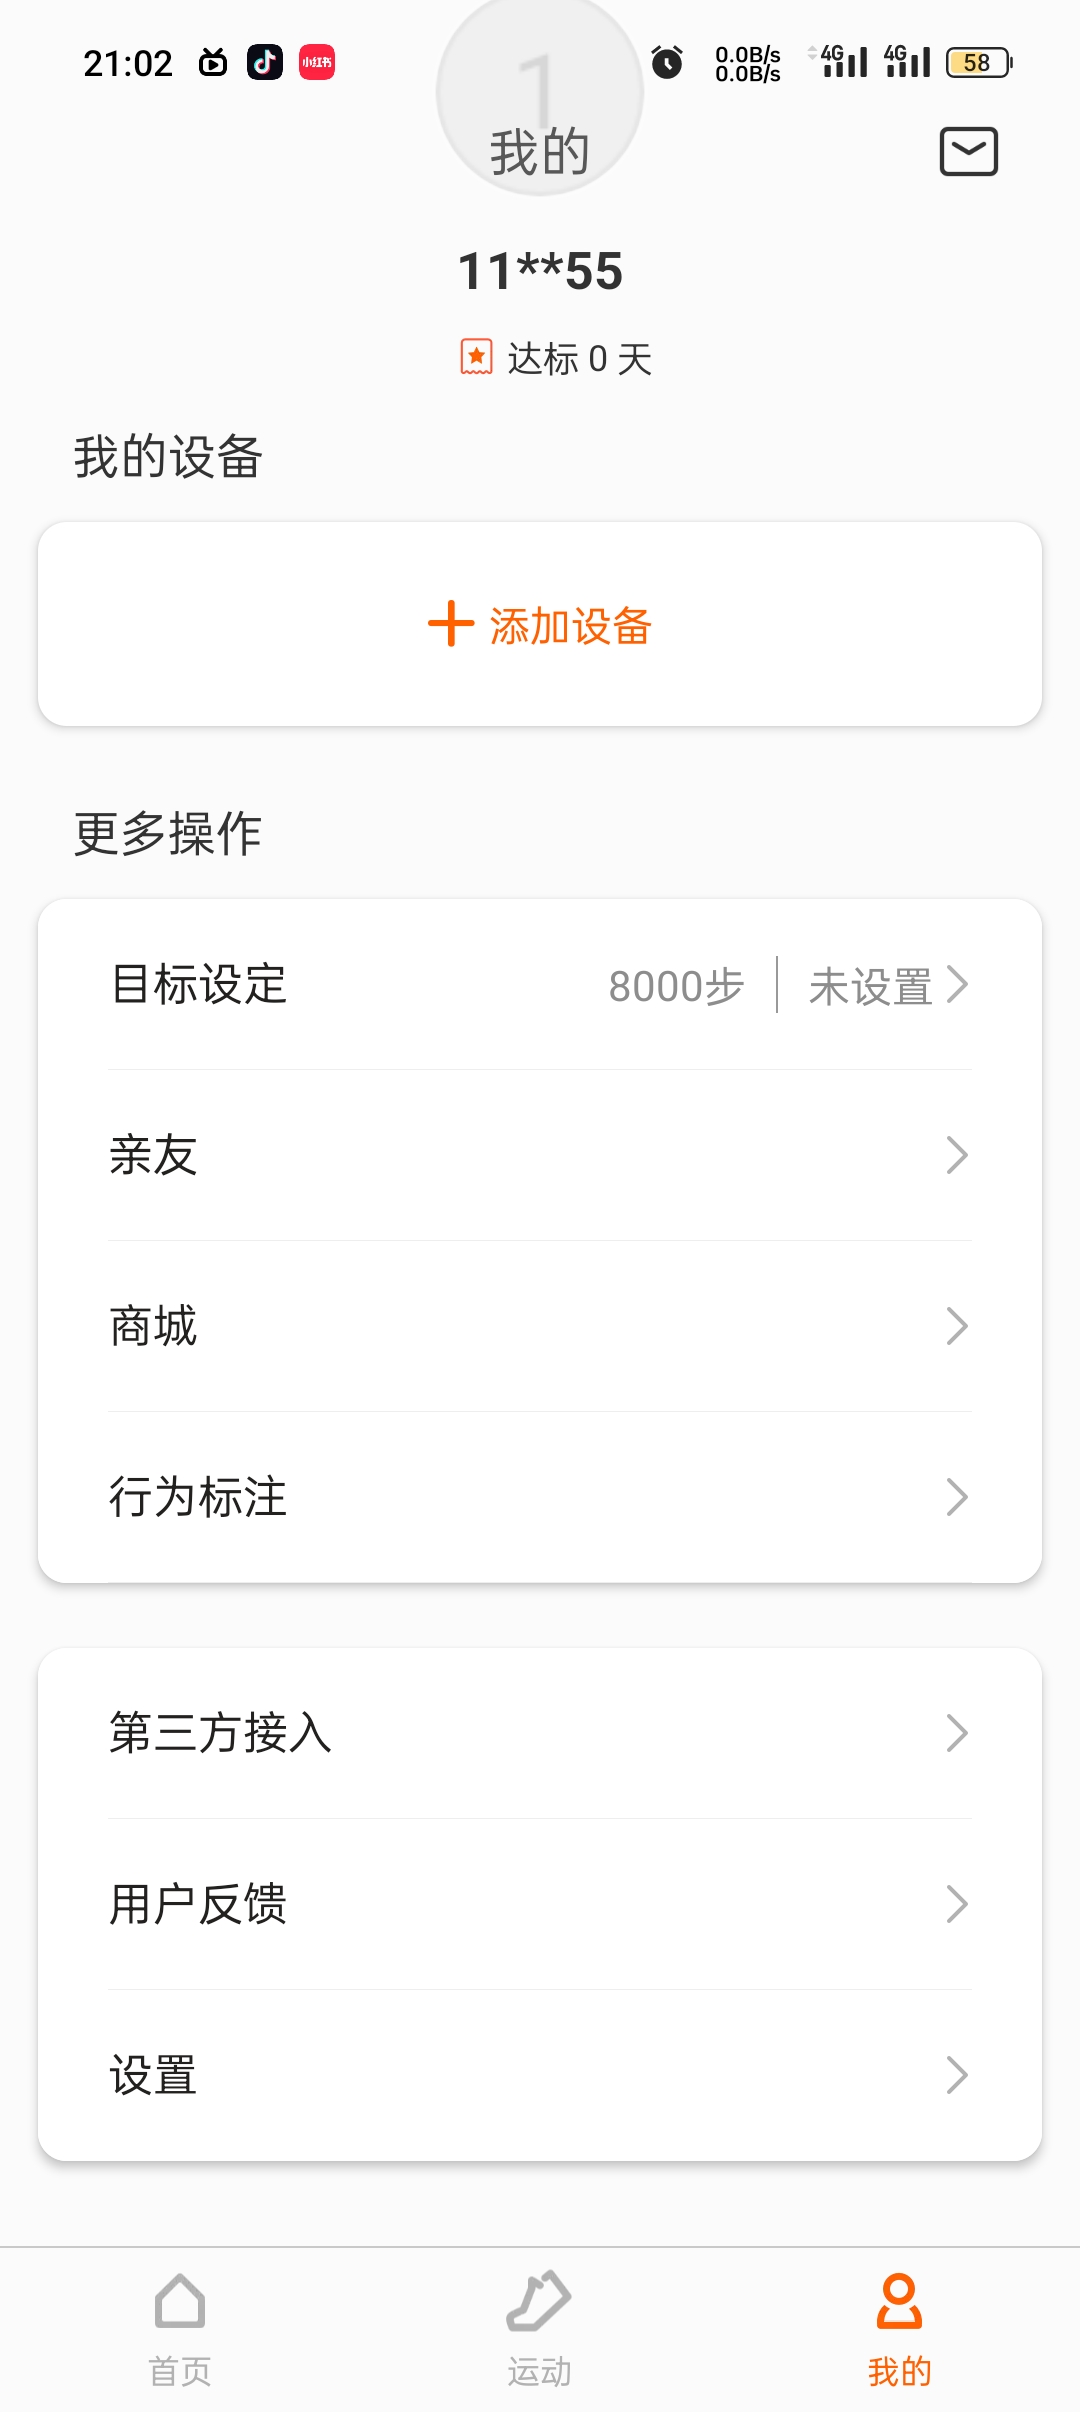 21:02 小红书 0.0B/s 4G 4G 58
0.0B/s
1
我的
11**55
达标 0 天
我的设备
添加设备
更多操作
目标设定 8000步 未设置
亲友
商城
行为标注
第三方接入
用户反馈
设置
首页 运动 我的